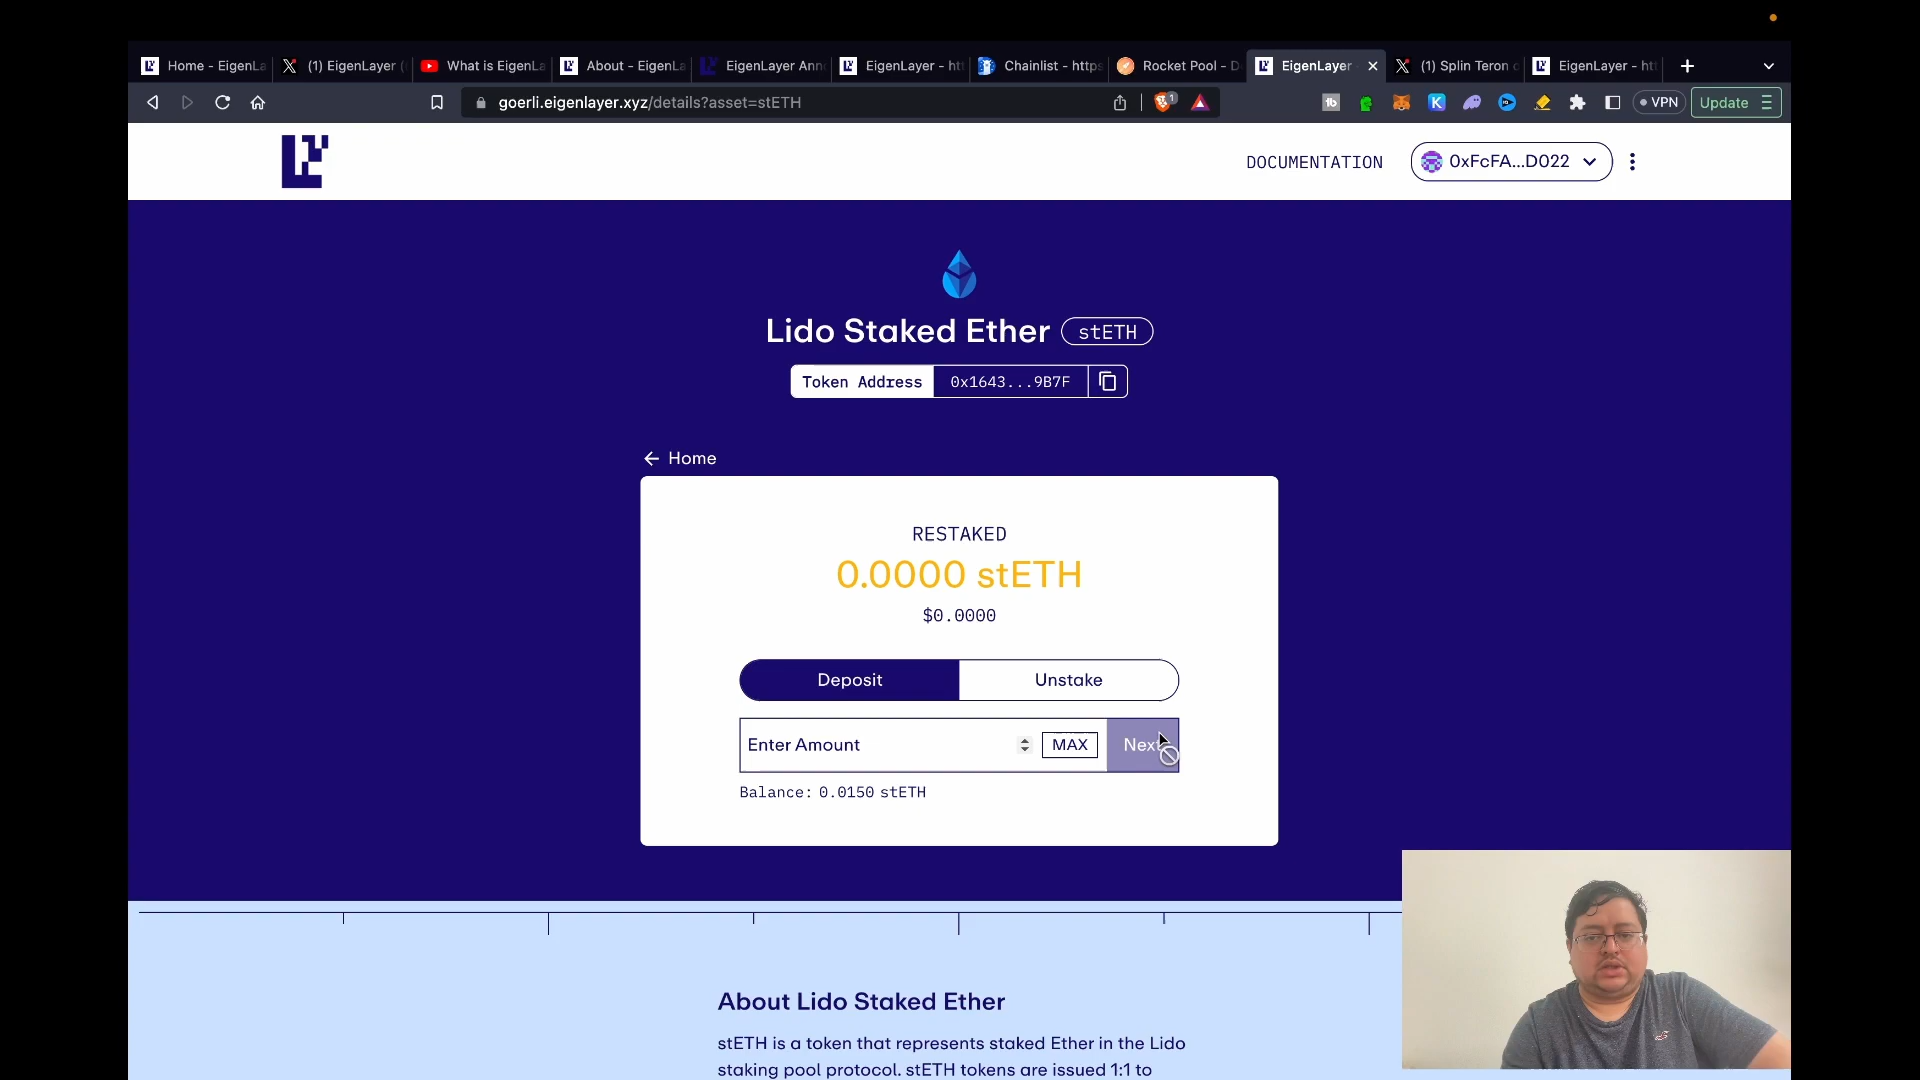 Home - EigenLa
(1) EigenLayer (
What is EigenLa
About - EigenLa
EigenLayer Ann
EigenLayer - htt
Chainlist - https
Rocket Pool - D
EigenLayer
(1) Splin Teron
EigenLayer - htt
goerli.eigenlayer.xyz/details?asset=stETH
1
tb
K
VPN
Update
DOCUMENTATION
0xFcFA...D022
Lido Staked Ether stETH
Token Address 0x1643...9B7F
Home
RESTAKED
0.0000 stETH
$0.0000
Deposit Unstake
Enter Amount MAX Next
Balance: 0.0150 stETH
About Lido Staked Ether
stETH is a token that represents staked Ether in the Lido
staking pool protocol. stETH tokens are issued 1:1 to